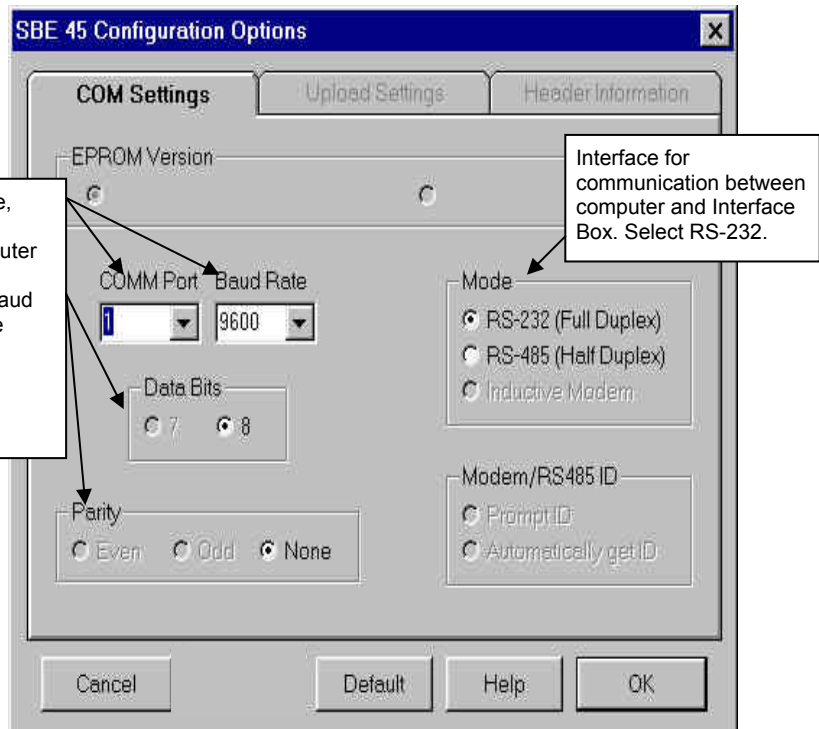 SBE 45 Configuration Options
COM Settings
Upload Settings
Header Information
EPROM Version
Interface for
communication between
computer and Interface
Box. Select RS-232.
COMM Port
Baud Rate
1
9600
Mode
RS-232 (Full Duplex)
RS-485 (Half Duplex)
Inductive Modem
Data Bits
7
8
Modem/RS485 ID
Prompt ID
Automatically get ID
Parity
Even
Odd
None
Cancel
Default
Help
OK